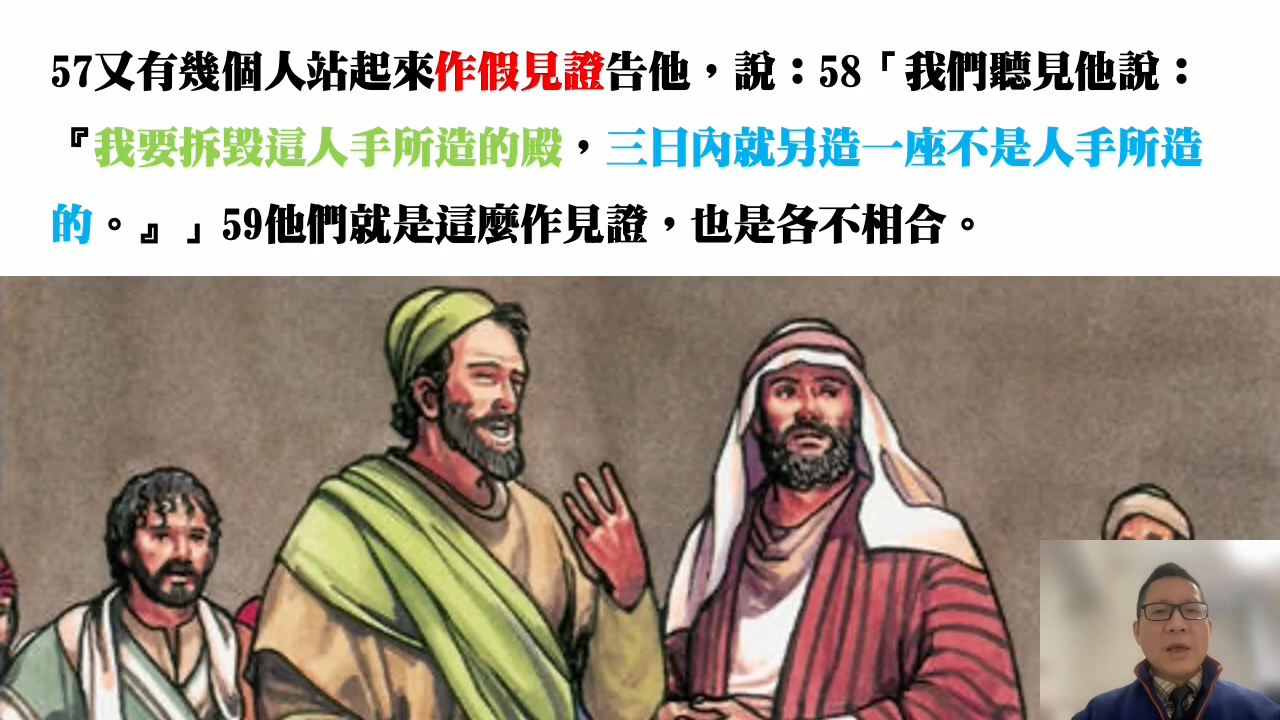 57又有幾個人站起來作假見證告他，說：58「我們聽見他說：
『我要拆毀這人手所造的殿，三日內就另造一座不是人手所造
的。』」59他們就是這麼作見證，也是各不相合。